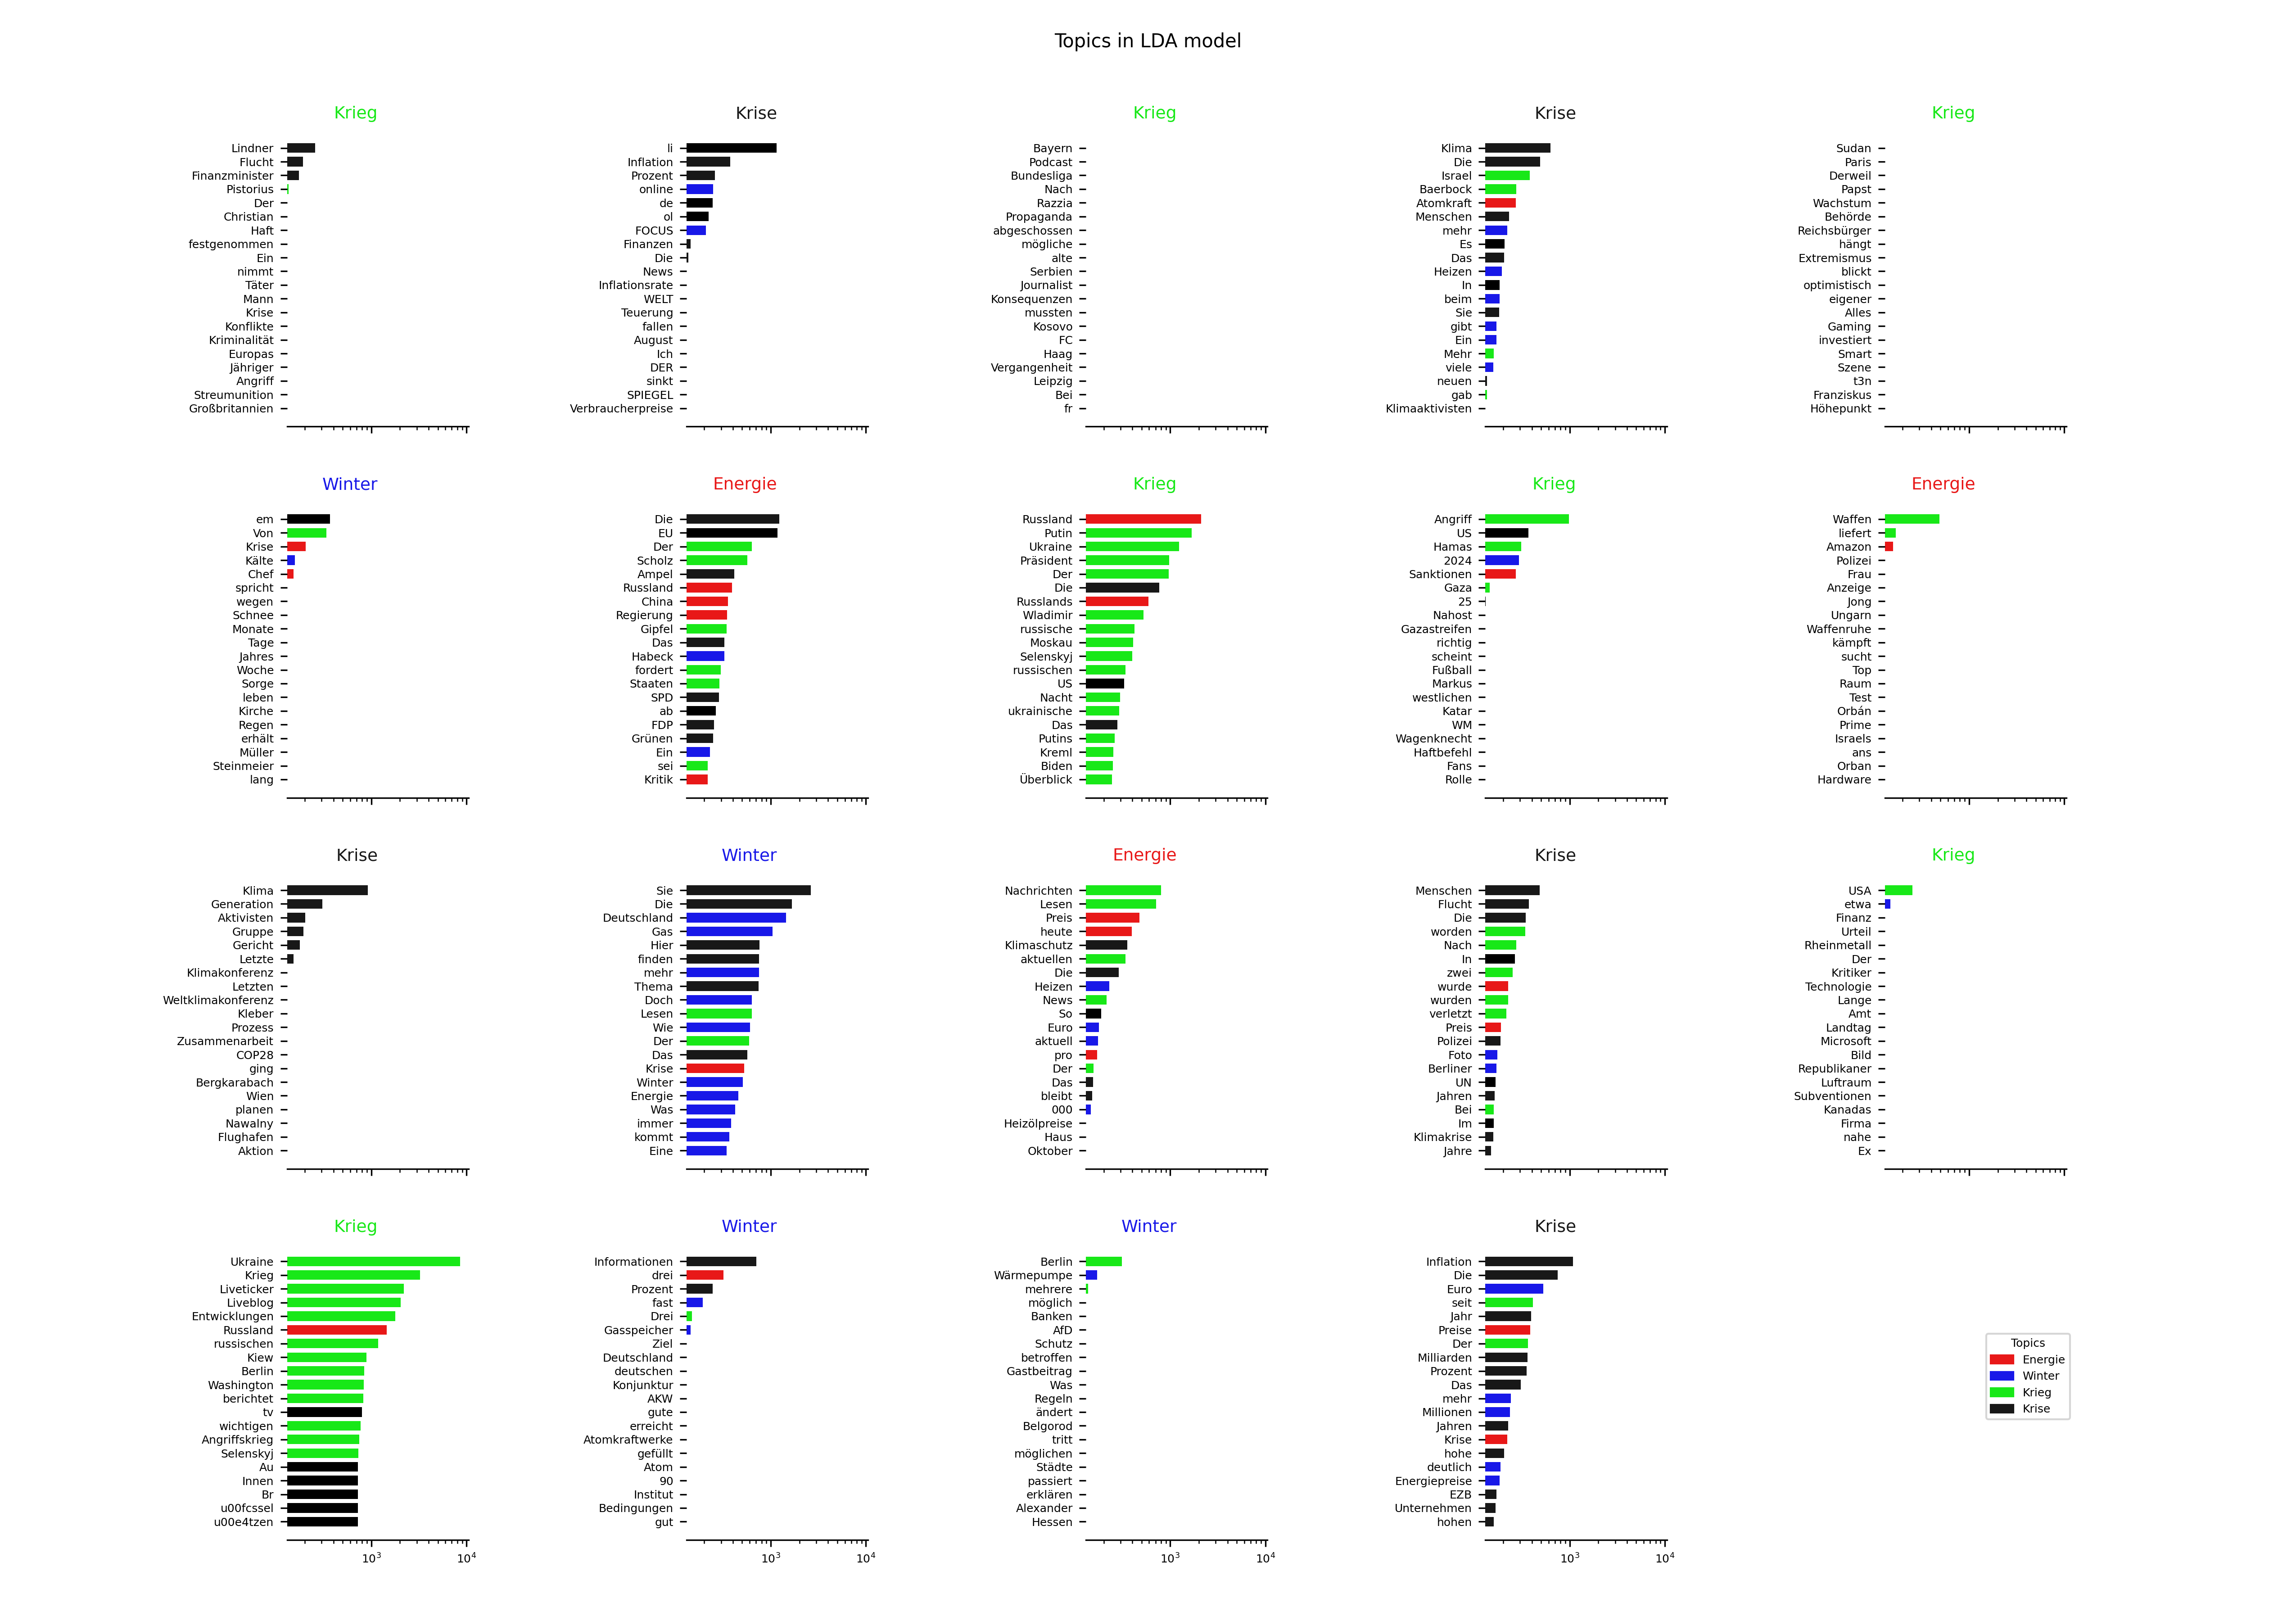 Topics in LDA model
Krieg
Lindner
Flucht
Finanzminister
Pistorius
Der
Christian
Haft
festgenommen
Ein
nimmt
Täter
Mann
Krise
Konflikte
Kriminalität
Europas
Jähriger
Angriff
Streumunition
Großbritannien
Krise
li
Inflation
Prozent
online
de
ol
FOCUS
Finanzen
Die
News
Inflationsrate
WELT
Teuerung
fallen
August
Ich
DER
sinkt
SPIEGEL
Verbraucherpreise
Krieg
Bayern
Podcast
Bundesliga
Nach
Razzia
Propaganda
abgeschossen
mögliche
alte
Serbien
Journalist
Konsequenzen
mussten
Kosovo
FC
Haag
Vergangenheit
Leipzig
Bei
fr
Krise
Klima
Die
Israel
Baerbock
Atomkraft
Menschen
mehr
Es
Das
Heizen
In
beim
Sie
gibt
Ein
Mehr
viele
neuen
gab
Klimaaktivisten
Krieg
Sudan
Paris
Derweil
Papst
Wachstum
Behörde
Reichsbürger
hängt
Extremismus
blickt
optimistisch
eigener
Alles
Gaming
investiert
Smart
Szene
t3n
Franziskus
Höhepunkt
Winter
em
Von
Krise
Kälte
Chef
spricht
wegen
Schnee
Monate
Tage
Jahres
Woche
Sorge
leben
Kirche
Regen
erhält
Müller
Steinmeier
lang
Energie
Die
EU
Der
Scholz
Ampel
Russland
China
Regierung
Gipfel
Das
Habeck
fordert
Staaten
SPD
ab
FDP
Grünen
Ein
sei
Kritik
Krieg
Russland
Putin
Ukraine
Präsident
Der
Die
Russlands
Wladimir
russische
Moskau
Selenskyj
russischen
US
Nacht
ukrainische
Das
Putins
Kreml
Biden
Überblick
Krieg
Angriff
US
Hamas
2024
Sanktionen
Gaza
25
Nahost
Gazastreifen
richtig
scheint
Fußball
Markus
westlichen
Katar
WM
Wagenknecht
Haftbefehl
Fans
Rolle
Energie
Waffen
liefert
Amazon
Polizei
Frau
Anzeige
Jong
Ungarn
Waffenruhe
kämpft
sucht
Top
Raum
Test
Orbán
Prime
Israels
ans
Orban
Hardware
Krise
Klima
Generation
Aktivisten
Gruppe
Gericht
Letzte
Klimakonferenz
Letzten
Weltklimakonferenz
Kleber
Prozess
Zusammenarbeit
COP28
ging
Bergkarabach
Wien
planen
Nawalny
Flughafen
Aktion
Winter
Sie
Die
Deutschland
Gas
Hier
finden
mehr
Thema
Doch
Lesen
Wie
Der
Das
Krise
Winter
Energie
Was
immer
kommt
Eine
Energie
Nachrichten
Lesen
Preis
heute
Klimaschutz
aktuellen
Die
Heizen
News
So
Euro
aktuell
pro
Der
Das
bleibt
000
Heizölpreise
Haus
Oktober
Krise
Menschen
Flucht
Die
worden
Nach
In
zwei
wurde
wurden
verletzt
Preis
Polizei
Foto
Berliner
UN
Jahren
Bei
Im
Klimakrise
Jahre
Krieg
USA
etwa
Finanz
Urteil
Rheinmetall
Der
Kritiker
Technologie
Lange
Amt
Landtag
Microsoft
Bild
Republikaner
Luftraum
Subventionen
Kanadas
Firma
nahe
Ex
Krieg
Ukraine
Krieg
Liveticker
Liveblog
Entwicklungen
Russland
russischen
Kiew
Berlin
Washington
berichtet
tv
wichtigen
Angriffskrieg
Selenskyj
Au
Innen
Br
u00fcssel
u00e4tzen
10³ 10⁴
Winter
Informationen
drei
Prozent
fast
Drei
Gasspeicher
Ziel
Deutschland
deutschen
Konjunktur
AKW
gute
erreicht
Atomkraftwerke
gefüllt
Atom
90
Institut
Bedingungen
gut
10³ 10⁴
Winter
Berlin
Wärmepumpe
mehrere
möglich
Banken
AfD
Schutz
betroffen
Gastbeitrag
Was
Regeln
ändert
Belgorod
tritt
möglichen
Städte
passiert
erklären
Alexander
Hessen
10³ 10⁴
Krise
Inflation
Die
Euro
seit
Jahr
Preise
Der
Milliarden
Prozent
Das
mehr
Millionen
Jahren
Krise
hohe
deutlich
Energiepreise
EZB
Unternehmen
hohen
10³ 10⁴
Topics
Energie
Winter
Krieg
Krise